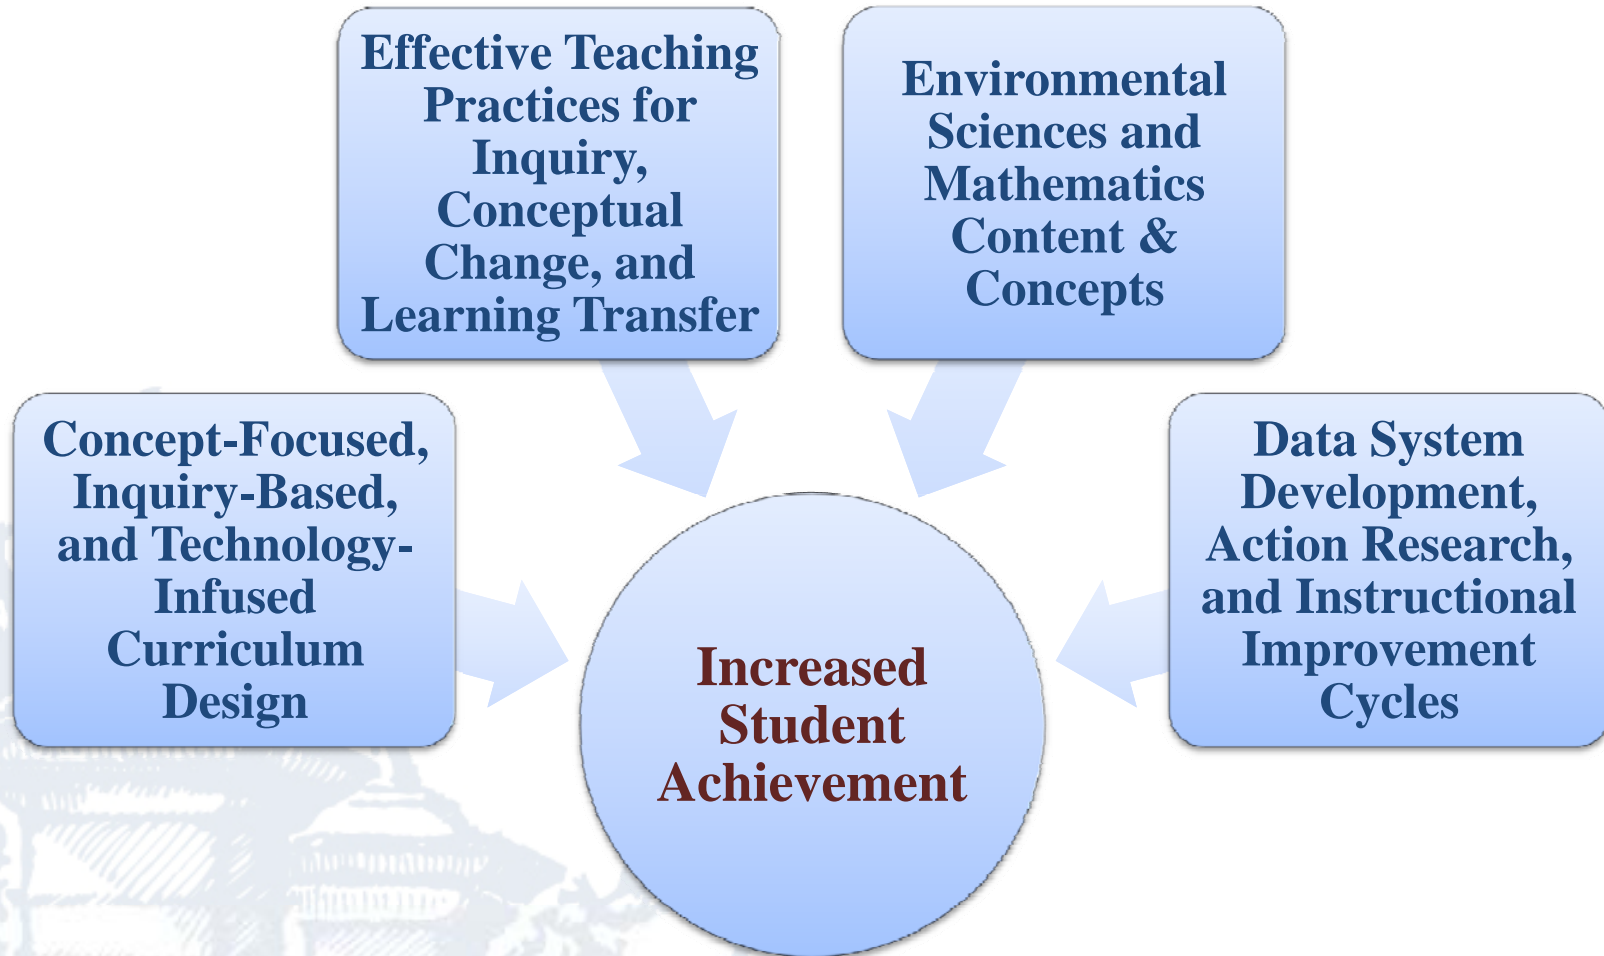 Effective Teaching
Practices for
Inquiry,
Conceptual
Change, and
Learning Transfer
Environmental
Sciences and
Mathematics
Content &
Concepts
Concept-Focused,
Inquiry-Based,
and Technology-
Infused
Curriculum
Design
Data System
Development,
Action Research,
and Instructional
Improvement
Cycles
Increased
Student
Achievement